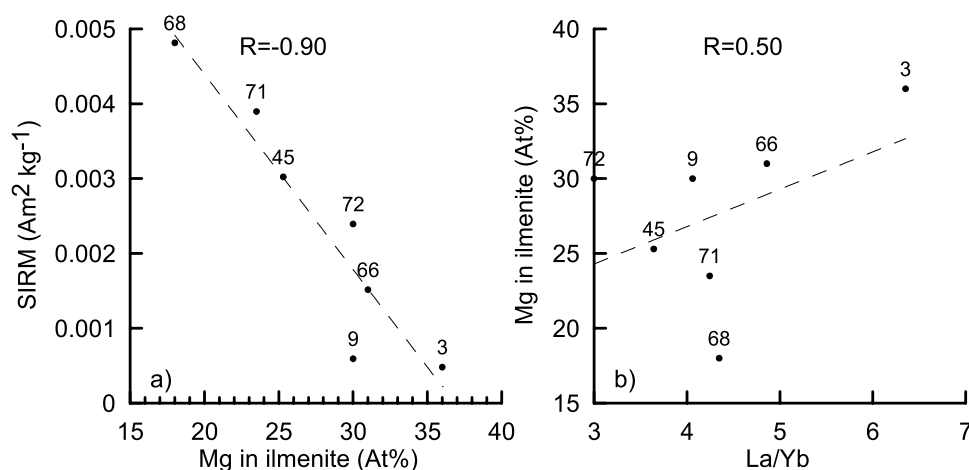 0.005
0.004
0.003
0.002
0.001
0
SIRM (Am² kg⁻¹)
68
R=-0.90
71
45
72
66
9
3
a)
15 20 25 30 35 40
Mg in ilmenite (At%)
40
35
30
25
20
15
Mg in ilmenite (At%)
R=0.50
3
66
72
9
45
71
68
b)
3 4 5 6 7
La/Yb